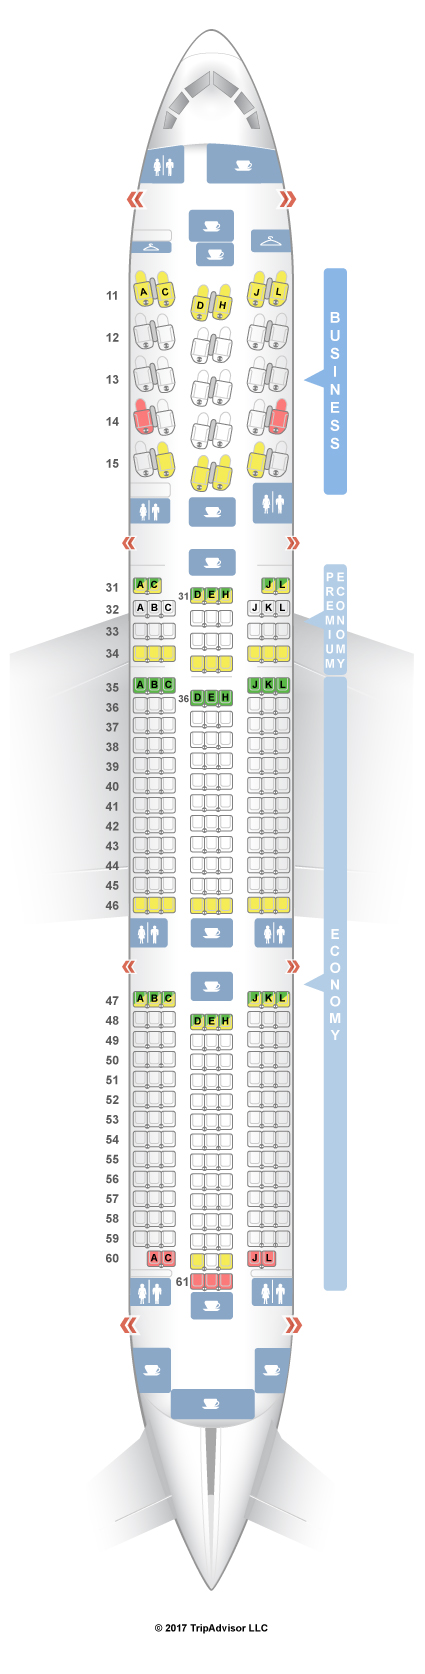 11 A C D H J L
12
13
14
15
BUSINESS
31 A C 31 D E H J L
32 A B C J K L
33
34
PREMIUM
ECONOMY
35 A B C J K L
36 D E H
36
37
38
39
40
41
42
43
44
45
46
ECONOMY
47 A B C J K L
48 D E H
49
50
51
52
53
54
55
56
57
58
59
60 A C J L
61
© 2017 TripAdvisor LLC